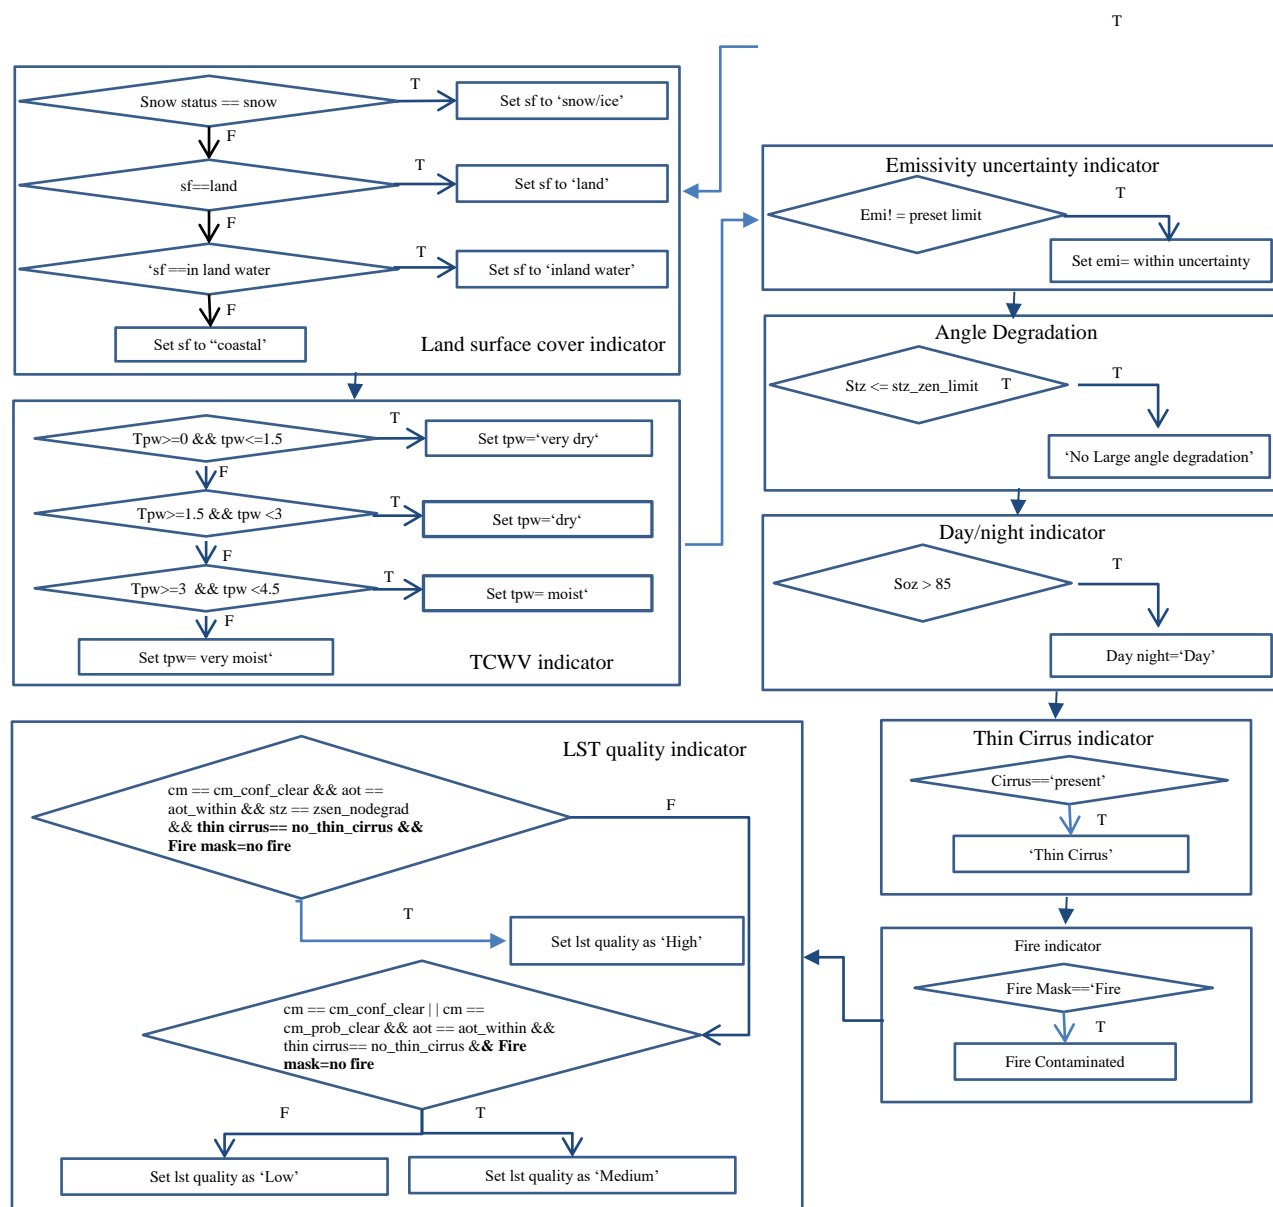 T
Snow status == snow
T
Set sf to ‘snow/ice’
F
sf==land
T
Set sf to ‘land’
F
‘sf ==in land water
T
Set sf to ‘inland water’
F
Set sf to “coastal’
Land surface cover indicator
Tpw>=0 && tpw<=1.5
T
Set tpw=‘very dry‘
F
Tpw>=1.5 && tpw <3
T
Set tpw=‘dry‘
F
Tpw>=3 && tpw <4.5
T
Set tpw= moist‘
F
Set tpw= very moist‘
TCWV indicator
Emissivity uncertainty indicator
Emi! = preset limit
T
Set emi= within uncertainty
Angle Degradation
Stz <= stz_zen_limit
T
T
‘No Large angle degradation’
Day/night indicator
Soz > 85
T
Day night=‘Day’
Thin Cirrus indicator
Cirrus==‘present’
T
‘Thin Cirrus’
Fire indicator
Fire Mask==‘Fire
T
Fire Contaminated
LST quality indicator
cm == cm_conf_clear && aot ==
aot_within && stz == zsen_nodegrad
&& thin cirrus== no_thin_cirrus &&
Fire mask=no fire
F
T
Set lst quality as ‘High’
cm == cm_conf_clear | | cm ==
cm_prob_clear && aot == aot_within &&
thin cirrus== no_thin_cirrus && Fire
mask=no fire
F
T
Set lst quality as ‘Low’
Set lst quality as ‘Medium’